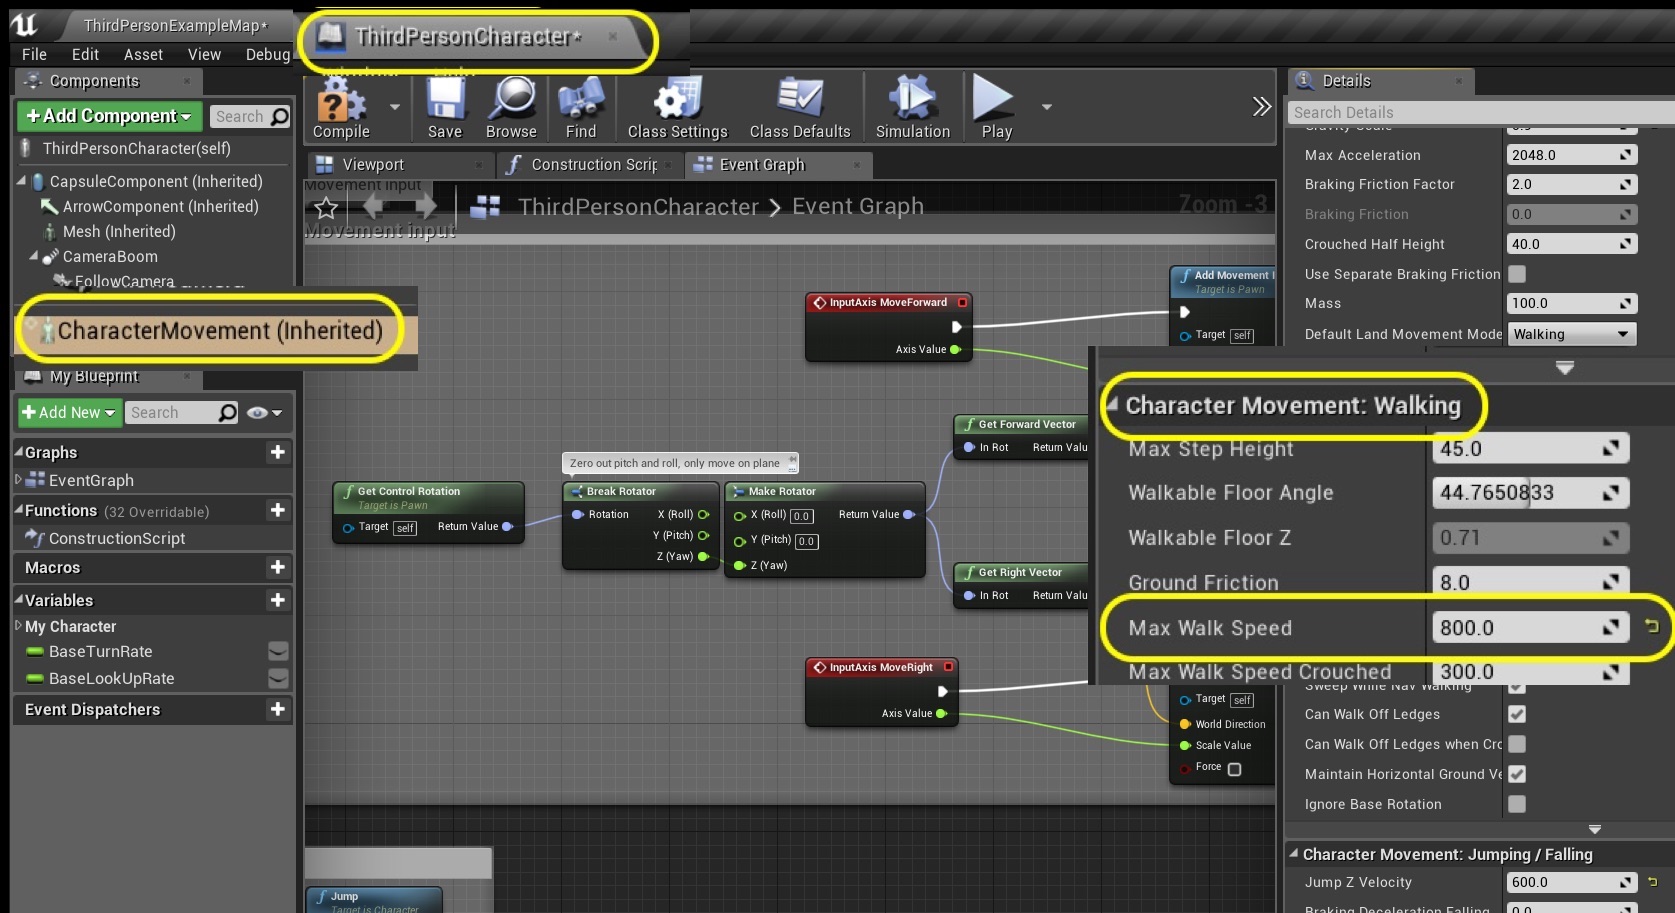 ThirdPersonExampleMap*
ThirdPersonCharacter*
File Edit Asset View Debug
Components
+Add Component
Search
ThirdPersonCharacter(self)
CapsuleComponent (Inherited)
ArrowComponent (Inherited)
Mesh (Inherited)
CameraBoom
FollowCamera
CharacterMovement (Inherited)
My Blueprint
+Add New
Search
Graphs
EventGraph
Functions (32 Overridable)
ConstructionScript
Macros
Variables
My Character
BaseTurnRate
BaseLookUpRate
Event Dispatchers
Compile
Save
Browse
Find
Class Settings
Class Defaults
Simulation
Play
Viewport
Construction Scrip
Event Graph
Movement Input
ThirdPersonCharacter > Event Graph
Zoom -3
Movement input
InputAxis MoveForward
Axis Value
Add Movement I
Target is Pawn
Target self
Get Forward Vector
In Rot Return Valu
Zero out pitch and roll, only move on plane
Get Control Rotation
Target is Pawn
Target self Return Value
Break Rotator
Rotation X (Roll)
Y (Pitch)
Z (Yaw)
Make Rotator
X (Roll) 0.0 Return Value
Y (Pitch) 0.0
Z (Yaw)
Get Right Vector
In Rot Return Valu
InputAxis MoveRight
Axis Value
Target self
World Direction
Scale Value
Force
Jump
Target is Character
Details
Search Details
Gravity Scale
Max Acceleration 2048.0
Braking Friction Factor 2.0
Braking Friction 0.0
Crouched Half Height 40.0
Use Separate Braking Friction
Mass 100.0
Default Land Movement Mode Walking
Character Movement: Walking
Max Step Height 45.0
Walkable Floor Angle 44.7650833
Walkable Floor Z 0.71
Ground Friction 8.0
Max Walk Speed 800.0
Max Walk Speed Crouched 300.0
Sweep While Nav Walking
Can Walk Off Ledges
Can Walk Off Ledges when Cro
Maintain Horizontal Ground Ve
Ignore Base Rotation
Character Movement: Jumping / Falling
Jump Z Velocity 600.0
Braking Deceleration Falling 0.0